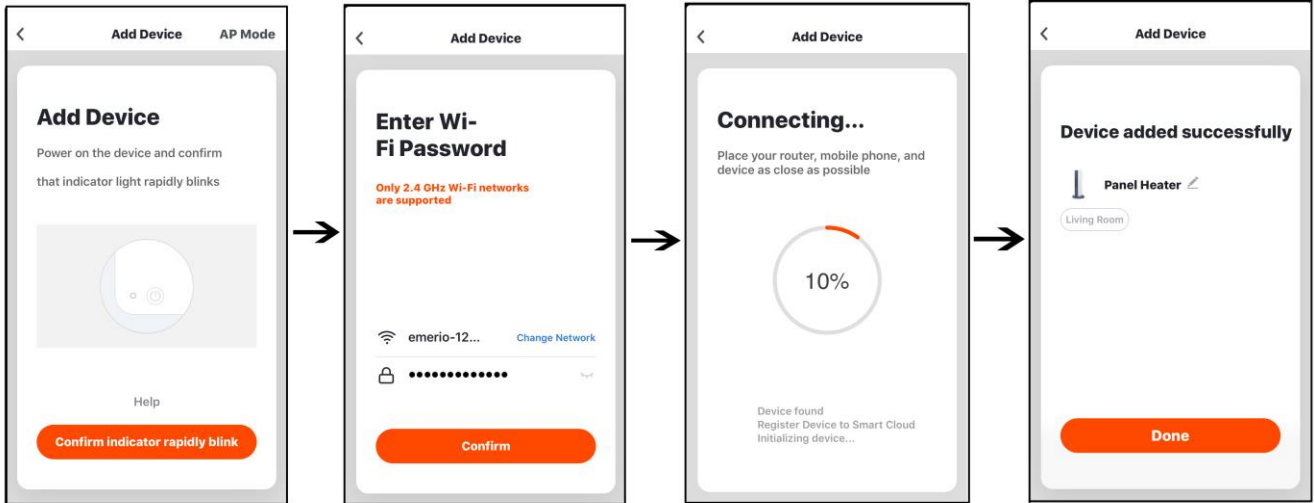 Add Device
AP Mode
Add Device
Power on the device and confirm
that indicator light rapidly blinks
Help
Confirm indicator rapidly blink
Add Device
Enter Wi-
Fi Password
Only 2.4 GHz Wi-Fi networks
are supported
emerio-12...
Change Network
Confirm
Add Device
Connecting...
Place your router, mobile phone, and
device as close as possible
10%
Device found
Register Device to Smart Cloud
Initializing device...
Add Device
Device added successfully
Panel Heater
Living Room
Done